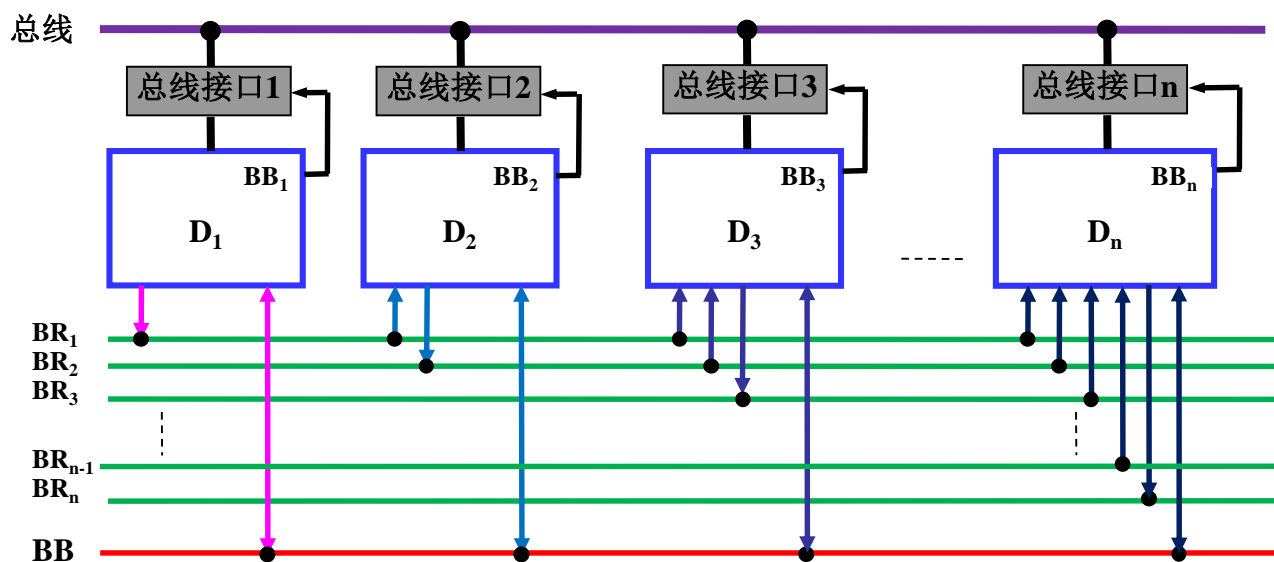 总线
总线接口1 总线接口2 总线接口3 总线接口n
BB₁ BB₂ BB₃ BBₙ
D₁ D₂ D₃ Dₙ
BR₁
BR₂
BR₃
BRₙ₋₁
BRₙ
BB